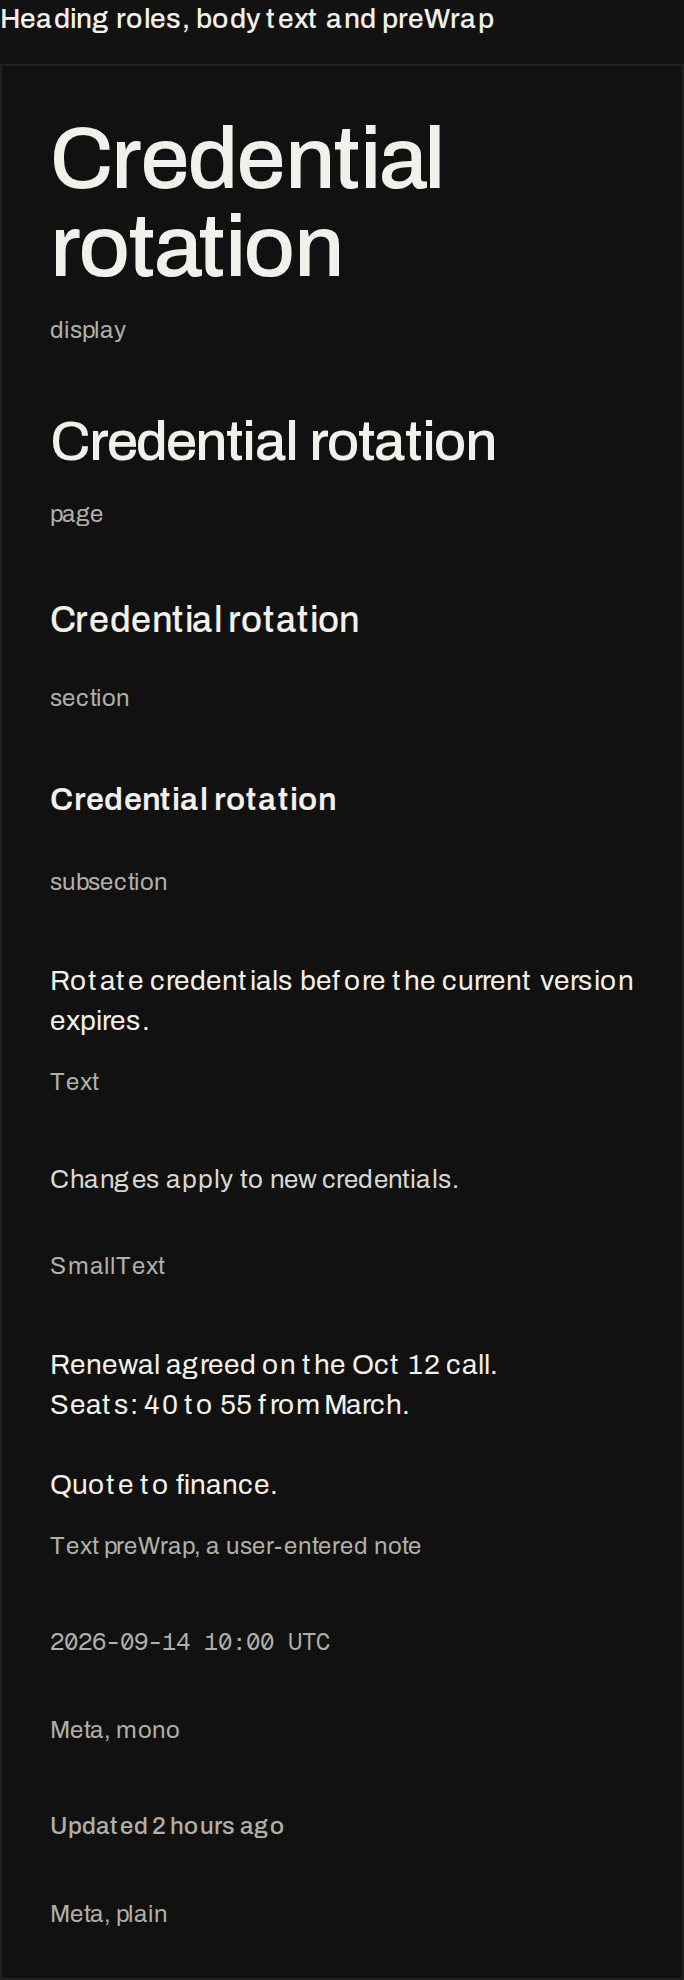 Heading roles, body text and preWrap
Credential
rotation
display
Credential rotation
page
Credential rotation
section
Credential rotation
subsection
Rotate credentials before the current version
expires.
Text
Changes apply to new credentials.
SmallText
Renewal agreed on the Oct 12 call.
Seats: 40 to 55 from March.
Quote to finance.
Text preWrap, a user-entered note
2026-09-14 10:00 UTC
Meta, mono
Updated 2 hours ago
Meta, plain